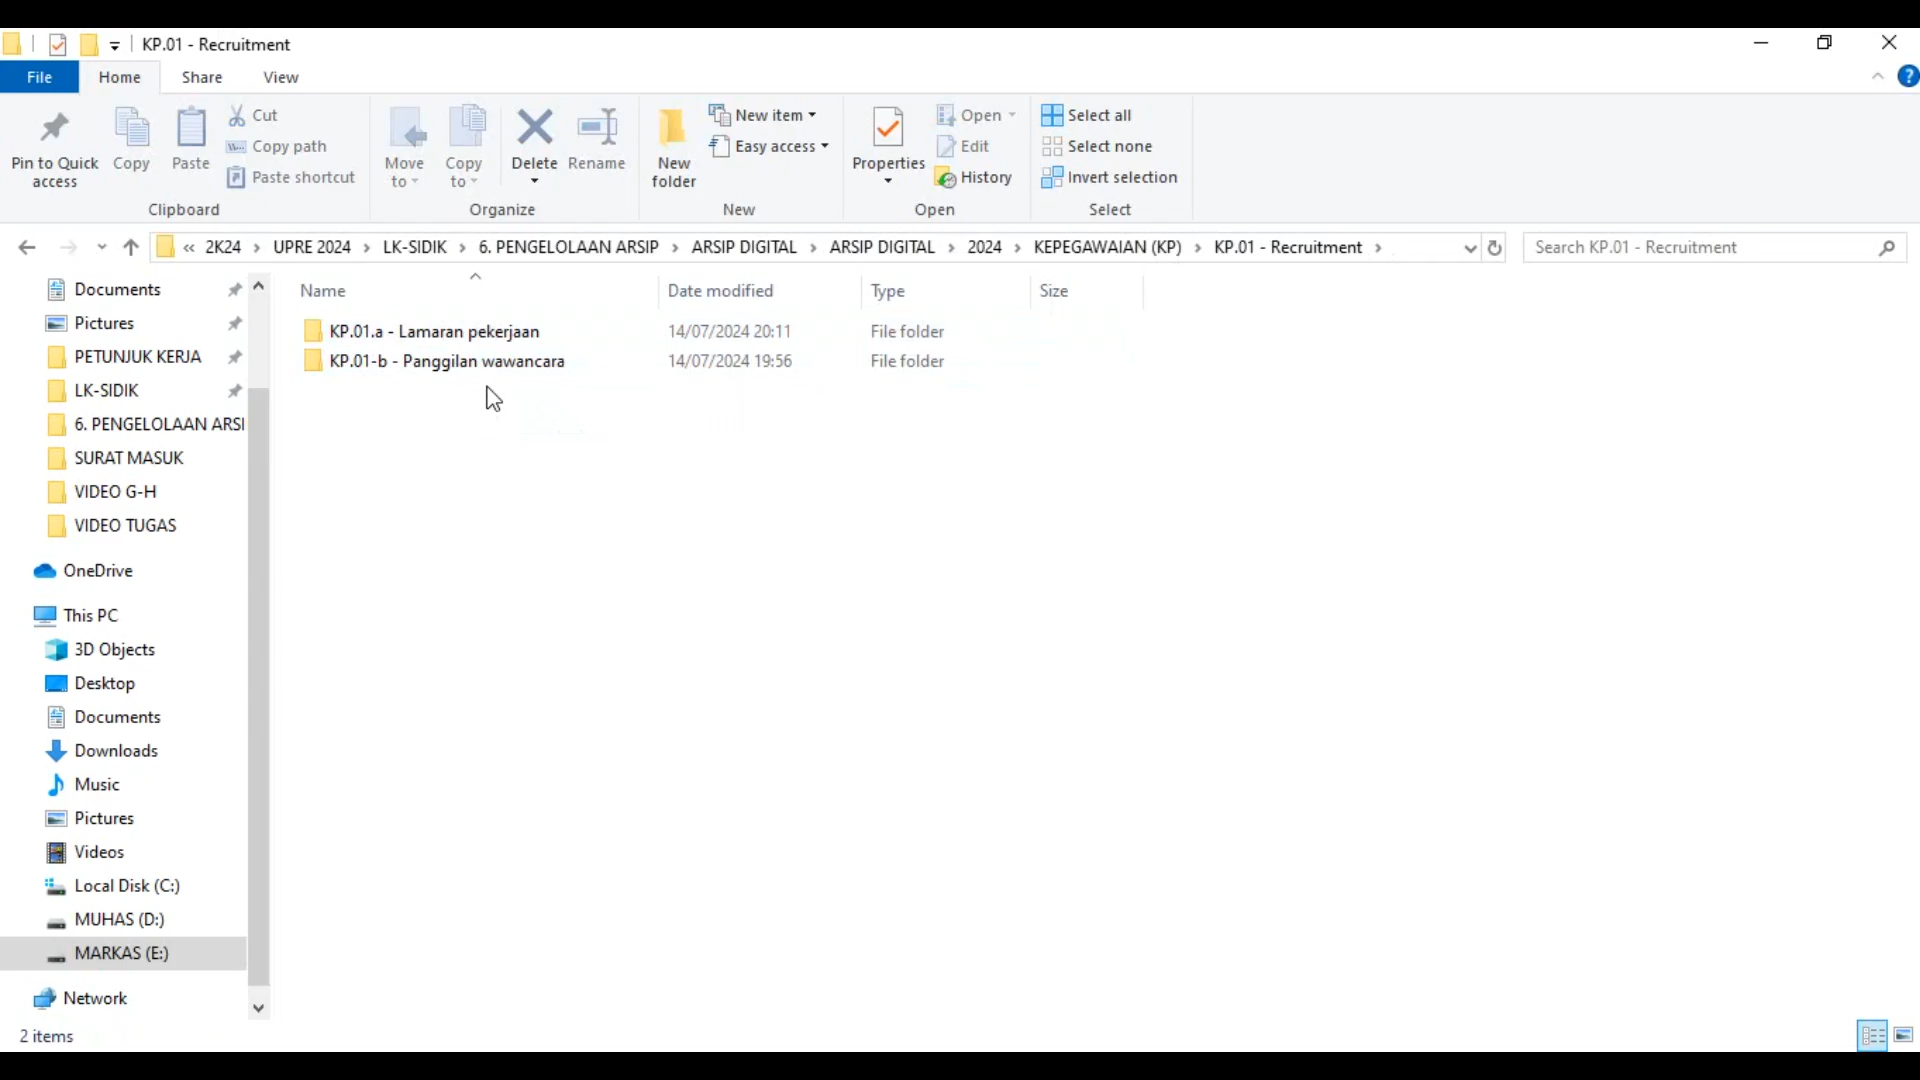 KP.01 - Recruitment
File Home Share View
Pin to Quick access
Copy
Paste
Cut
Copy path
Paste shortcut
Clipboard
Move to
Copy to
Delete
Rename
Organize
New folder
New item
Easy access
New
Properties
Open
Edit
History
Open
Select all
Select none
Invert selection
Select
« 2K24 > UPRE 2024 > LK-SIDIK > 6. PENGELOLAAN ARSIP > ARSIP DIGITAL > ARSIP DIGITAL > 2024 > KEPEGAWAIAN (KP) > KP.01 - Recruitment >
Search KP.01 - Recruitment
Documents
Pictures
PETUNJUK KERJA
LK-SIDIK
6. PENGELOLAAN ARSI
SURAT MASUK
VIDEO G-H
VIDEO TUGAS
OneDrive
This PC
3D Objects
Desktop
Documents
Downloads
Music
Pictures
Videos
Local Disk (C:)
MUHAS (D:)
MARKAS (E:)
Network
Name Date modified Type Size
KP.01.a - Lamaran pekerjaan 14/07/2024 20:11 File folder
KP.01-b - Panggilan wawancara 14/07/2024 19:56 File folder
2 items